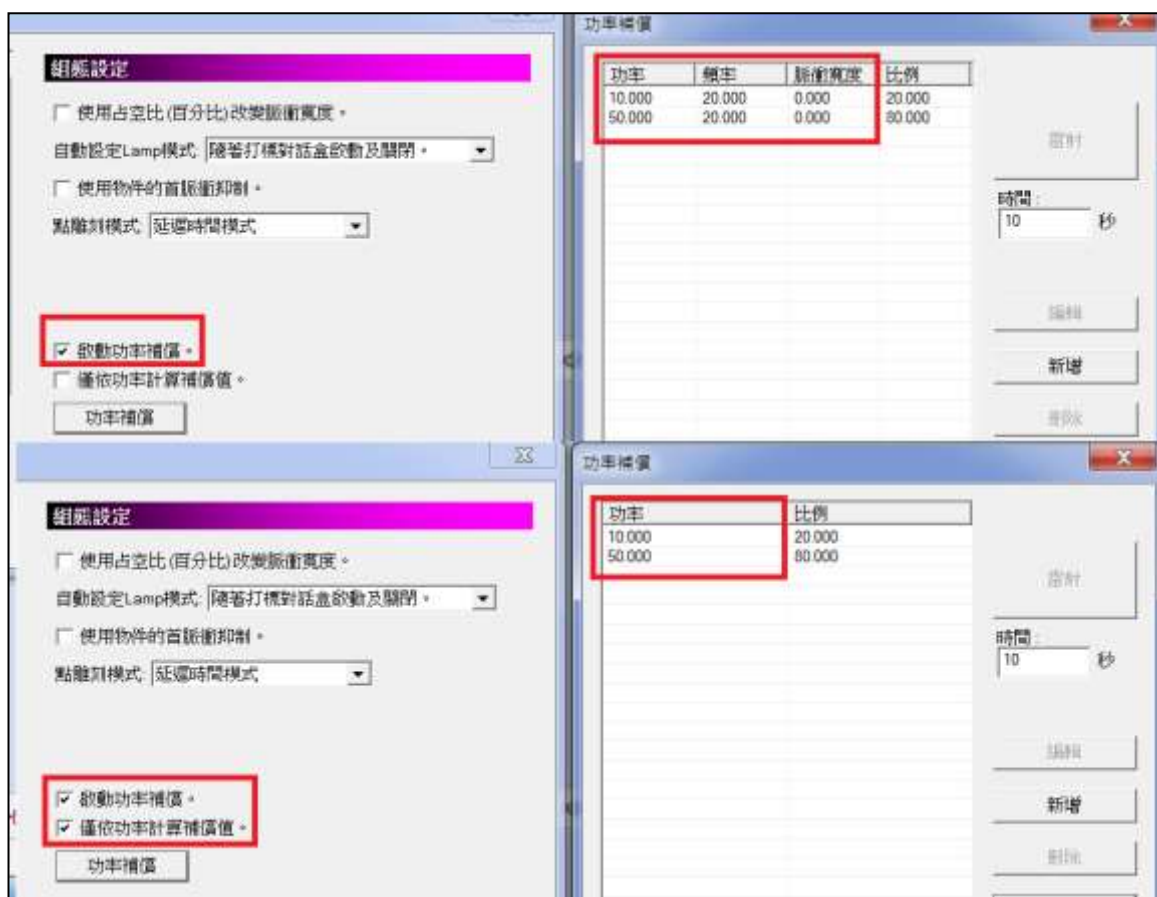 功率補償
組態設定
使用占空比(百分比)改變脈衝寬度。
自動設定Lamp模式: 隨著打標對話盒啟動及關閉。
使用物件的首脈衝抑制。
點雕刻模式: 延遲時間模式
啟動功率補償。
僅依功率計算補償值。
功率補償
功率 頻率 脈衝寬度 比例
10.000 20.000 0.000 20.000
50.000 20.000 0.000 80.000
雷射
時間:
10 秒
編輯
新增
刪除
功率補償
組態設定
使用占空比(百分比)改變脈衝寬度。
自動設定Lamp模式: 隨著打標對話盒啟動及關閉。
使用物件的首脈衝抑制。
點雕刻模式: 延遲時間模式
啟動功率補償。
僅依功率計算補償值。
功率補償
功率 比例
10.000 20.000
50.000 80.000
雷射
時間:
10 秒
編輯
新增
刪除